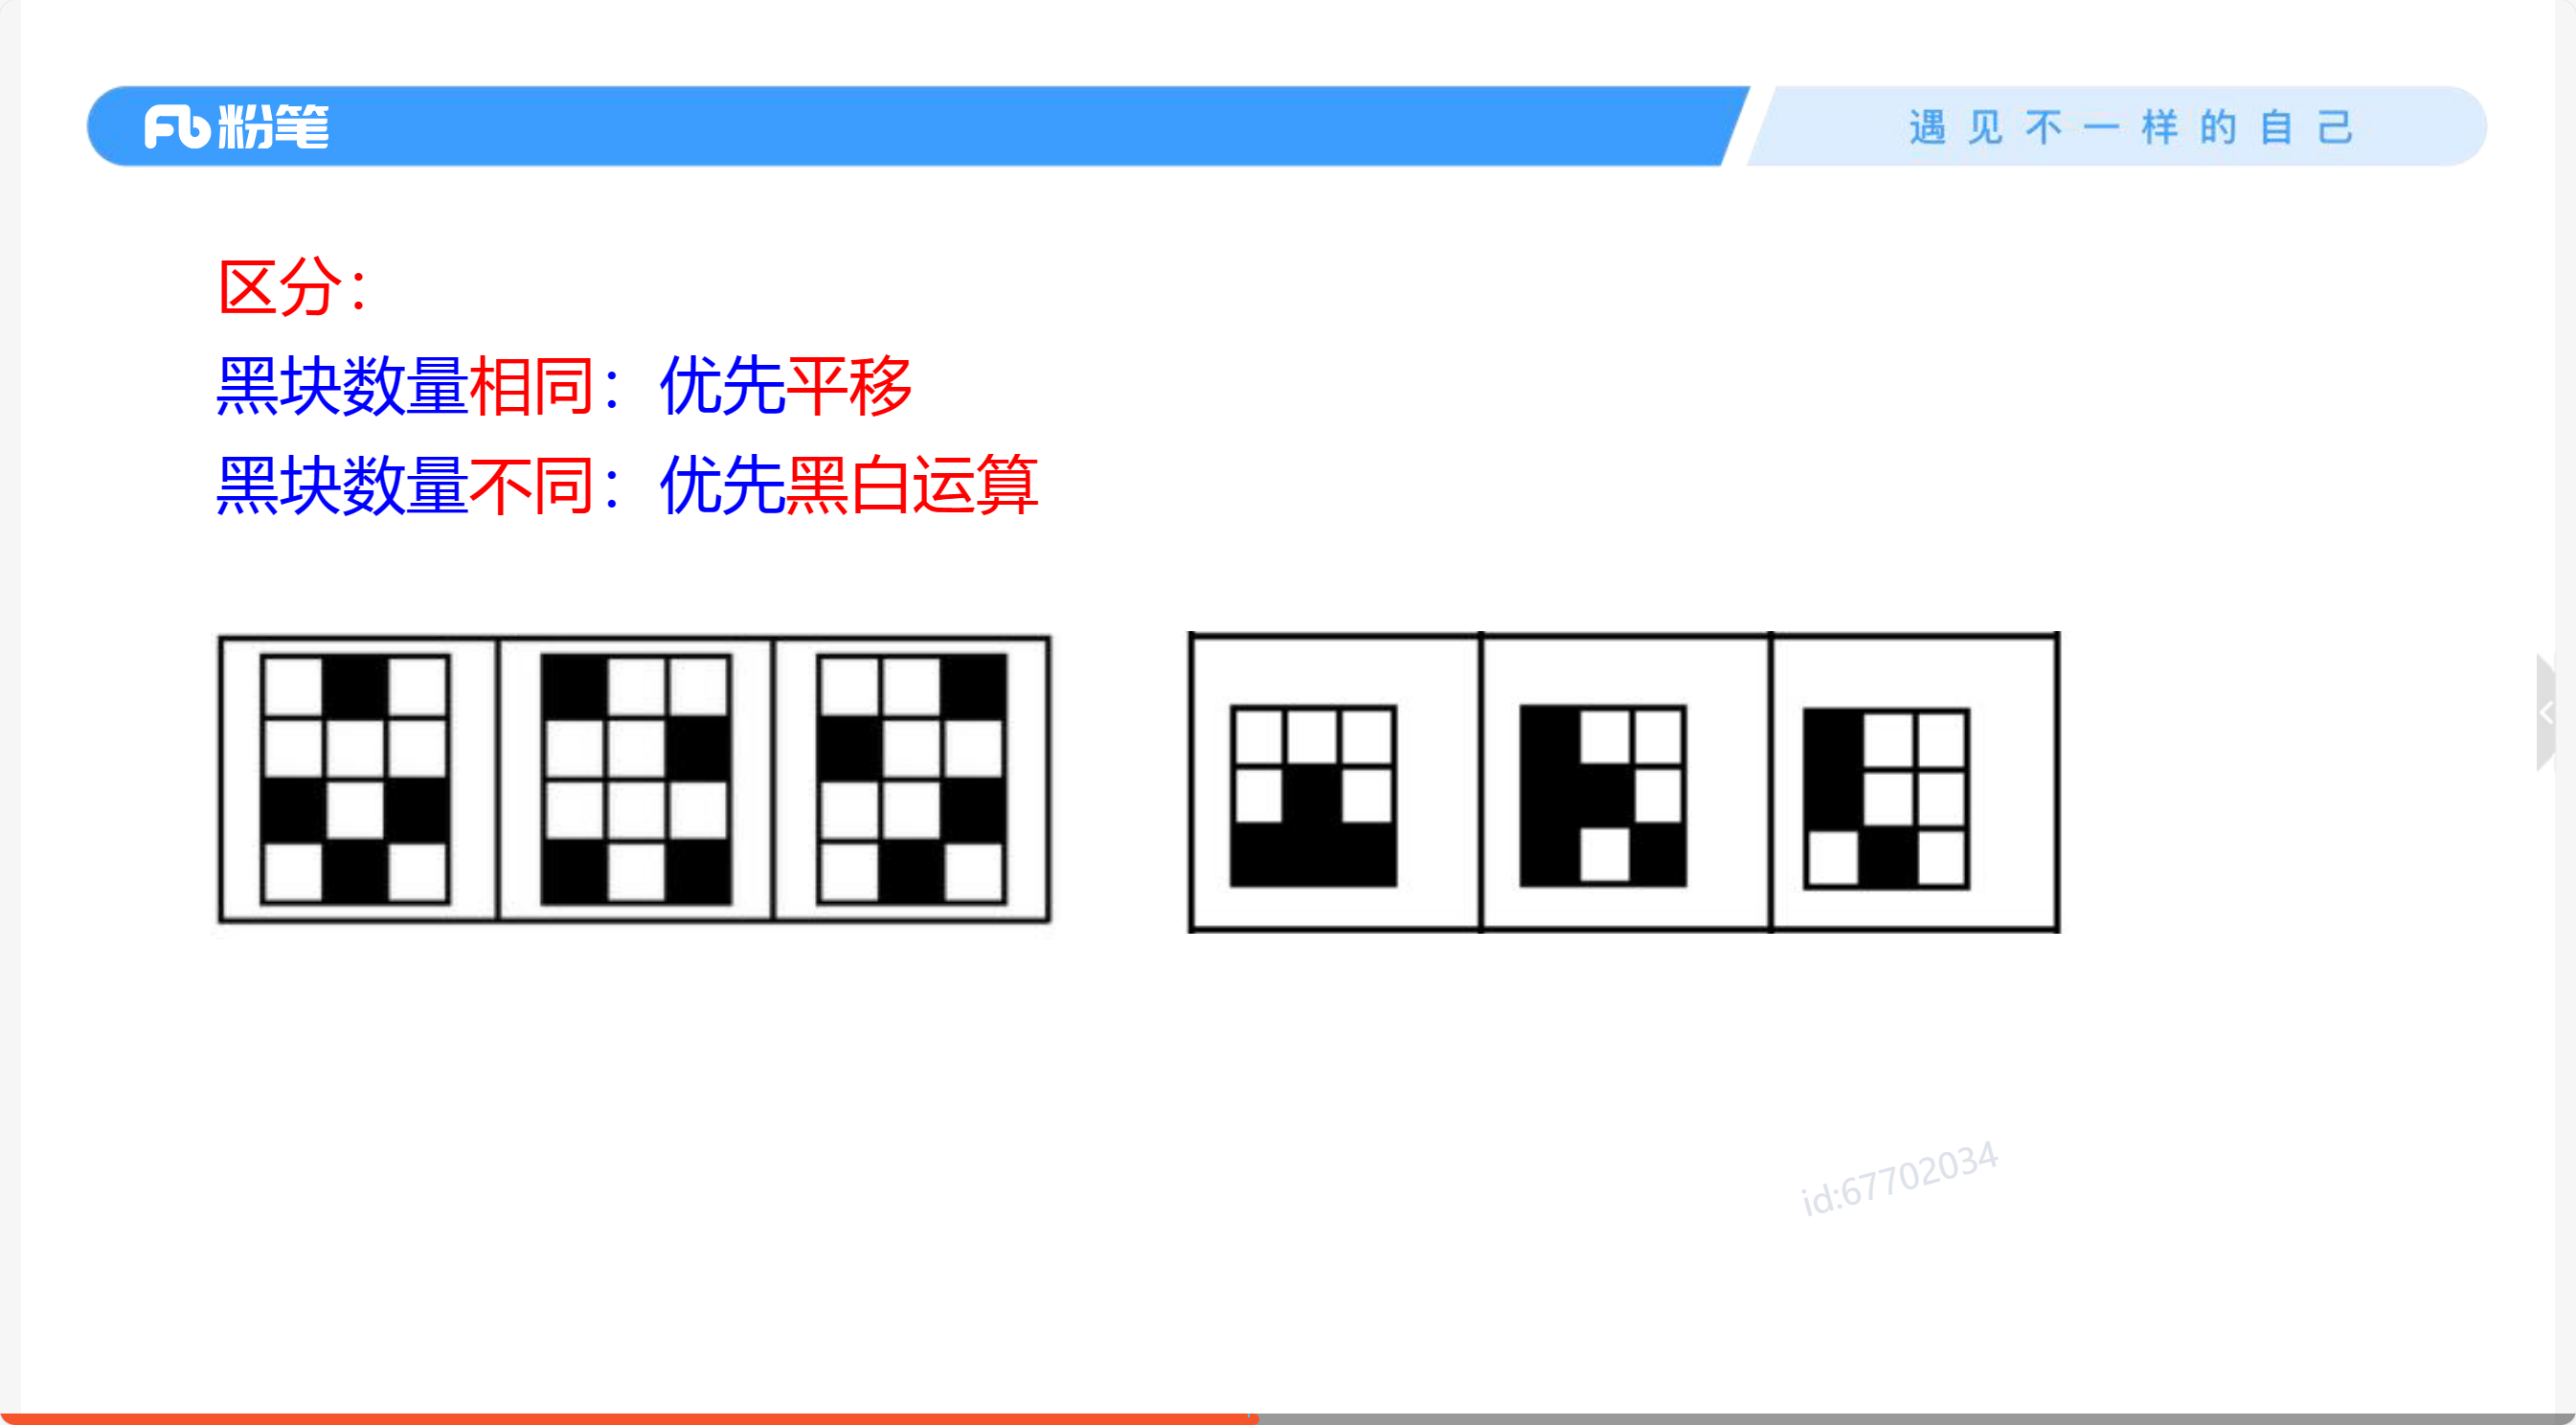 Fb粉笔
遇见不一样的自己
区分：
黑块数量相同：优先平移
黑块数量不同：优先黑白运算
id:67702034